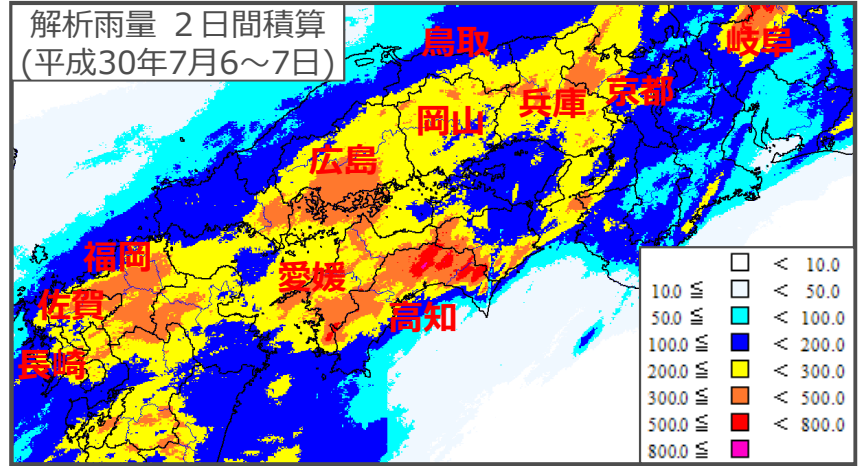 解析雨量 2日間積算
(平成30年7月6~7日)
鳥取
岐阜
兵庫
京都
岡山
広島
福岡
愛媛
佐賀
高知
長崎
< 10.0
10.0 ≦ < 50.0
50.0 ≦ < 100.0
100.0 ≦ < 200.0
200.0 ≦ < 300.0
300.0 ≦ < 500.0
500.0 ≦ < 800.0
800.0 ≦